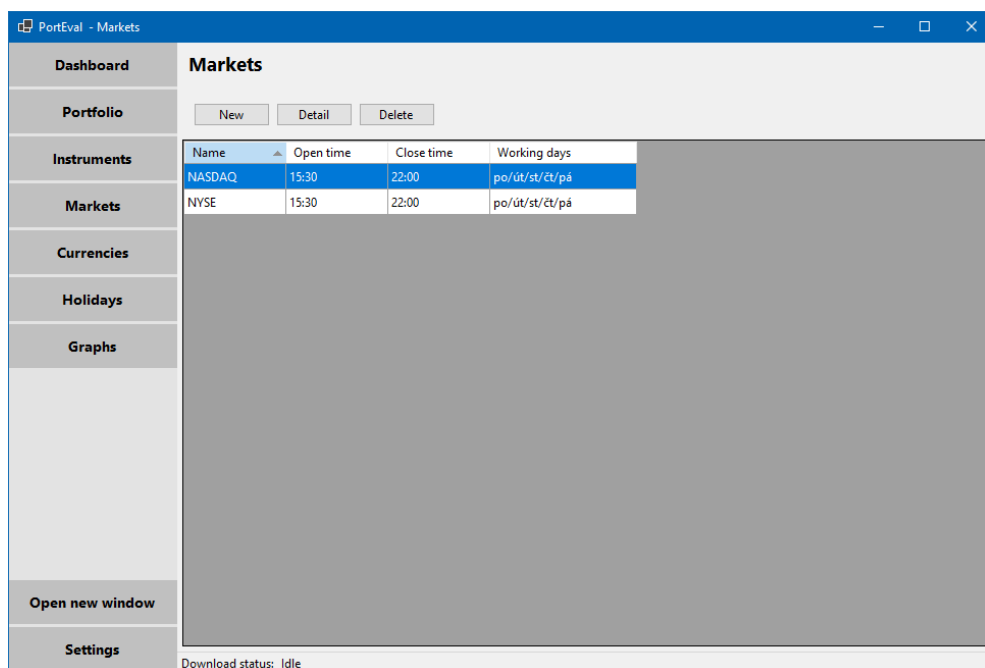 PortEval - Markets
Dashboard
Portfolio
Instruments
Markets
Currencies
Holidays
Graphs
Open new window
Settings
Markets
New Detail Delete
Name Open time Close time Working days
NASDAQ 15:30 22:00 po/út/st/čt/pá
NYSE 15:30 22:00 po/út/st/čt/pá
Download status: Idle